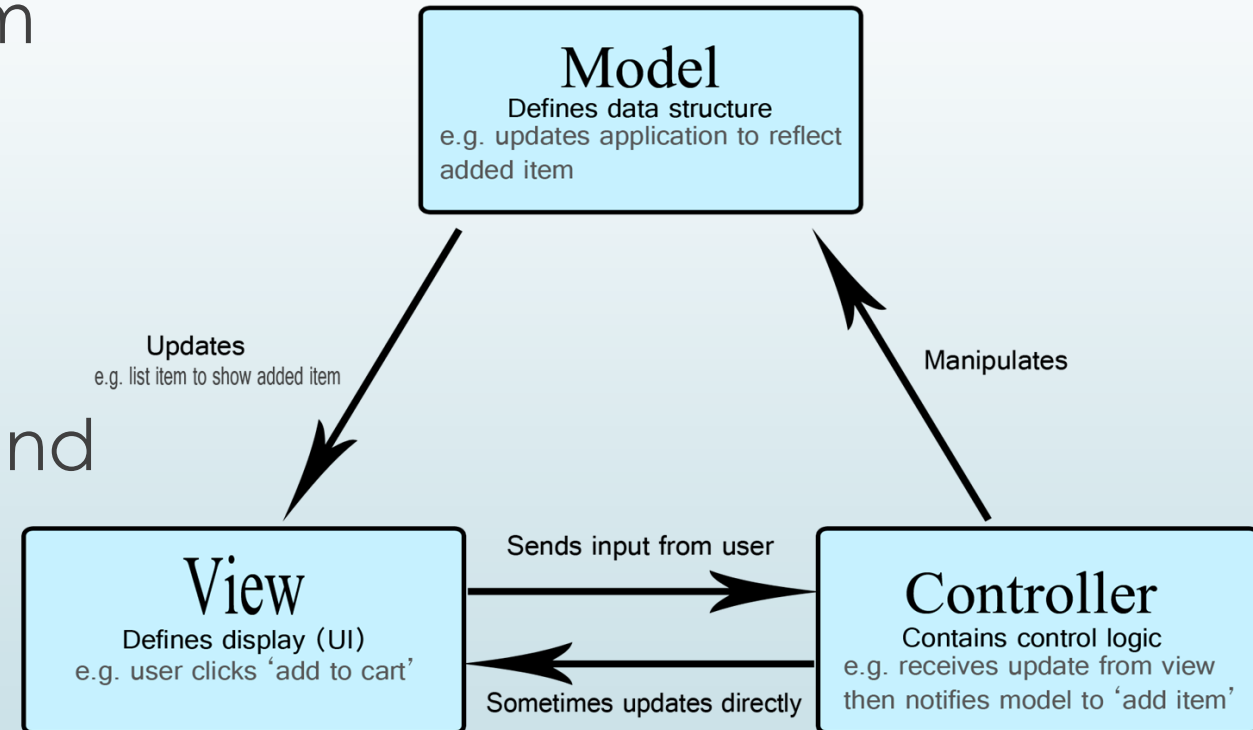 m
Model
Defines data structure
e.g. updates application to reflect
added item
Updates
e.g. list item to show added item
Manipulates
nd
View
Defines display (UI)
e.g. user clicks ‘add to cart’
Sends input from user
Sometimes updates directly
Controller
Contains control logic
e.g. receives update from view
then notifies model to ‘add item’